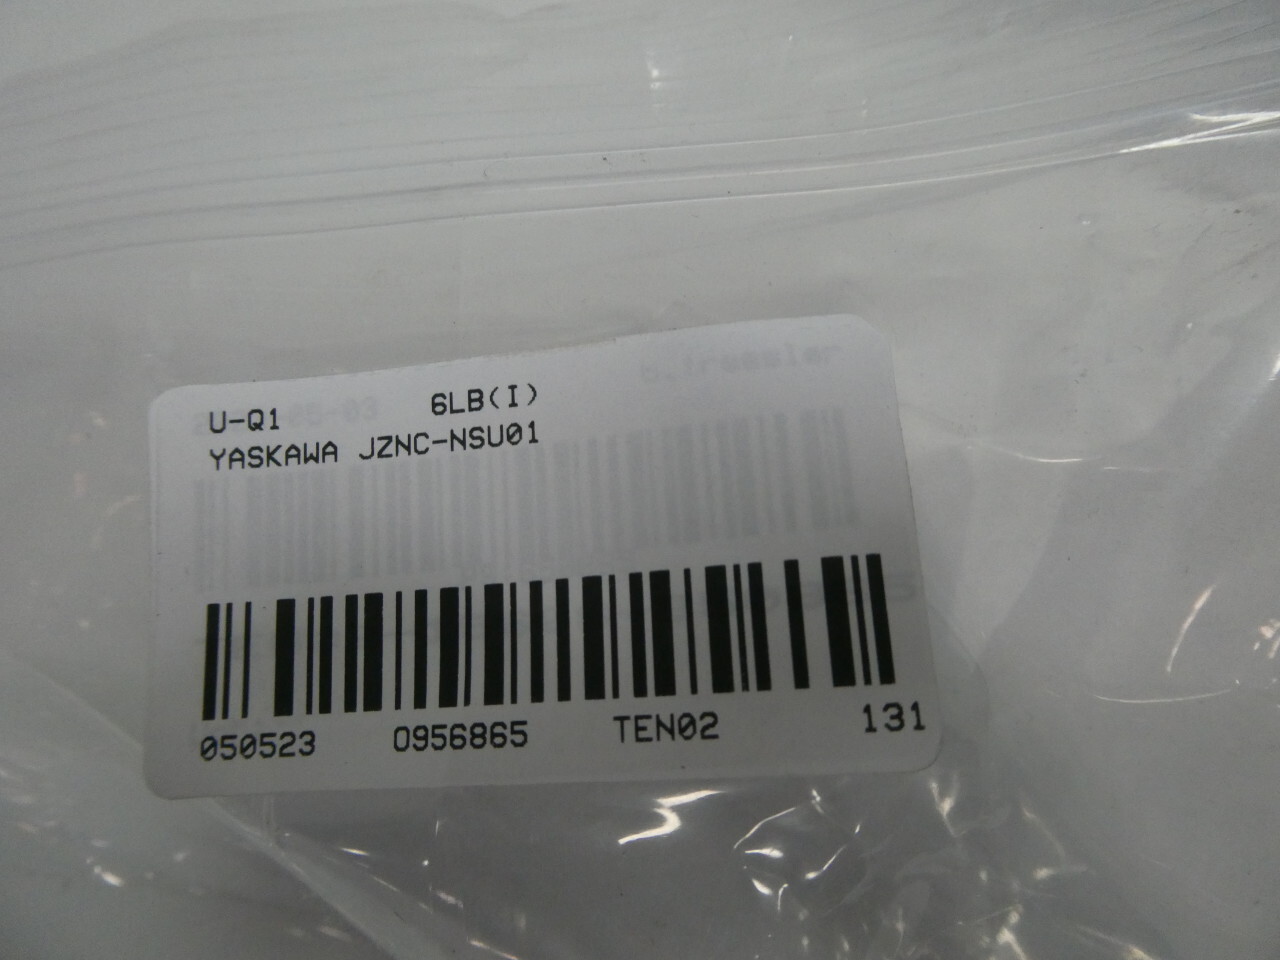 U-Q1 6LB(I)
YASKAWA JZNC-NSU01
050523 0956865 TEN02 131